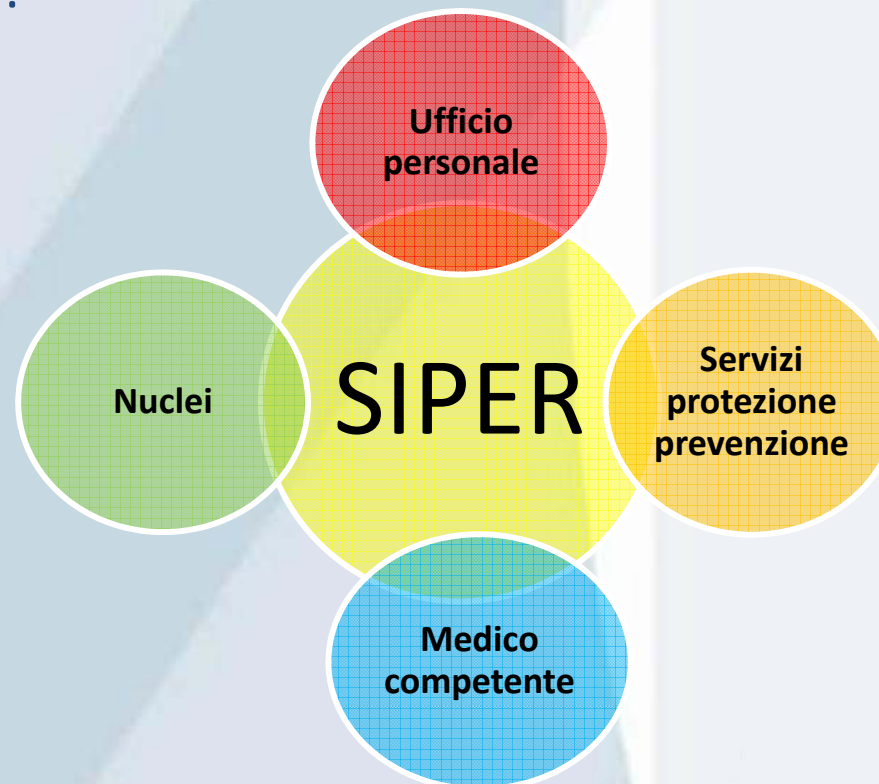 Ufficio
personale
Nuclei
SIPER
Servizi
protezione
prevenzione
Medico
competente